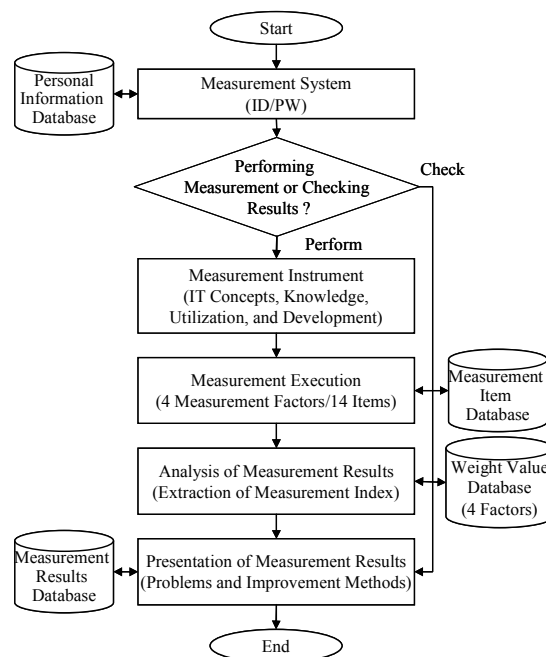 Start
Personal
Information
Database
Measurement System
(ID/PW)
Performing
Measurement or Checking
Results ?
Check
Perform
Measurement Instrument
(IT Concepts, Knowledge,
Utilization, and Development)
Measurement Execution
(4 Measurement Factors/14 Items)
Measurement
Item
Database
Analysis of Measurement Results
(Extraction of Measurement Index)
Weight Value
Database
(4 Factors)
Measurement
Results
Database
Presentation of Measurement Results
(Problems and Improvement Methods)
End